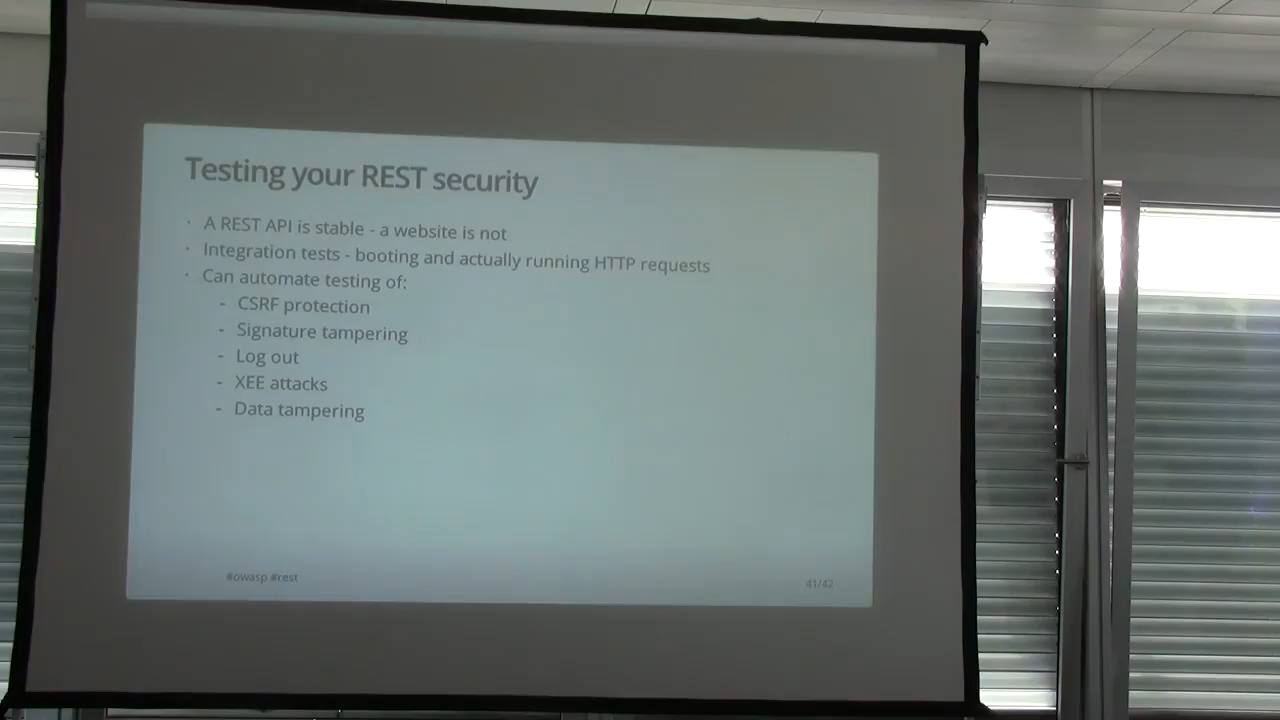 Testing your REST security
· A REST API is stable - a website is not
· Integration tests - booting and actually running HTTP requests
· Can automate testing of:
- CSRF protection
- Signature tampering
- Log out
- XEE attacks
- Data tampering
#owasp #rest
41/42